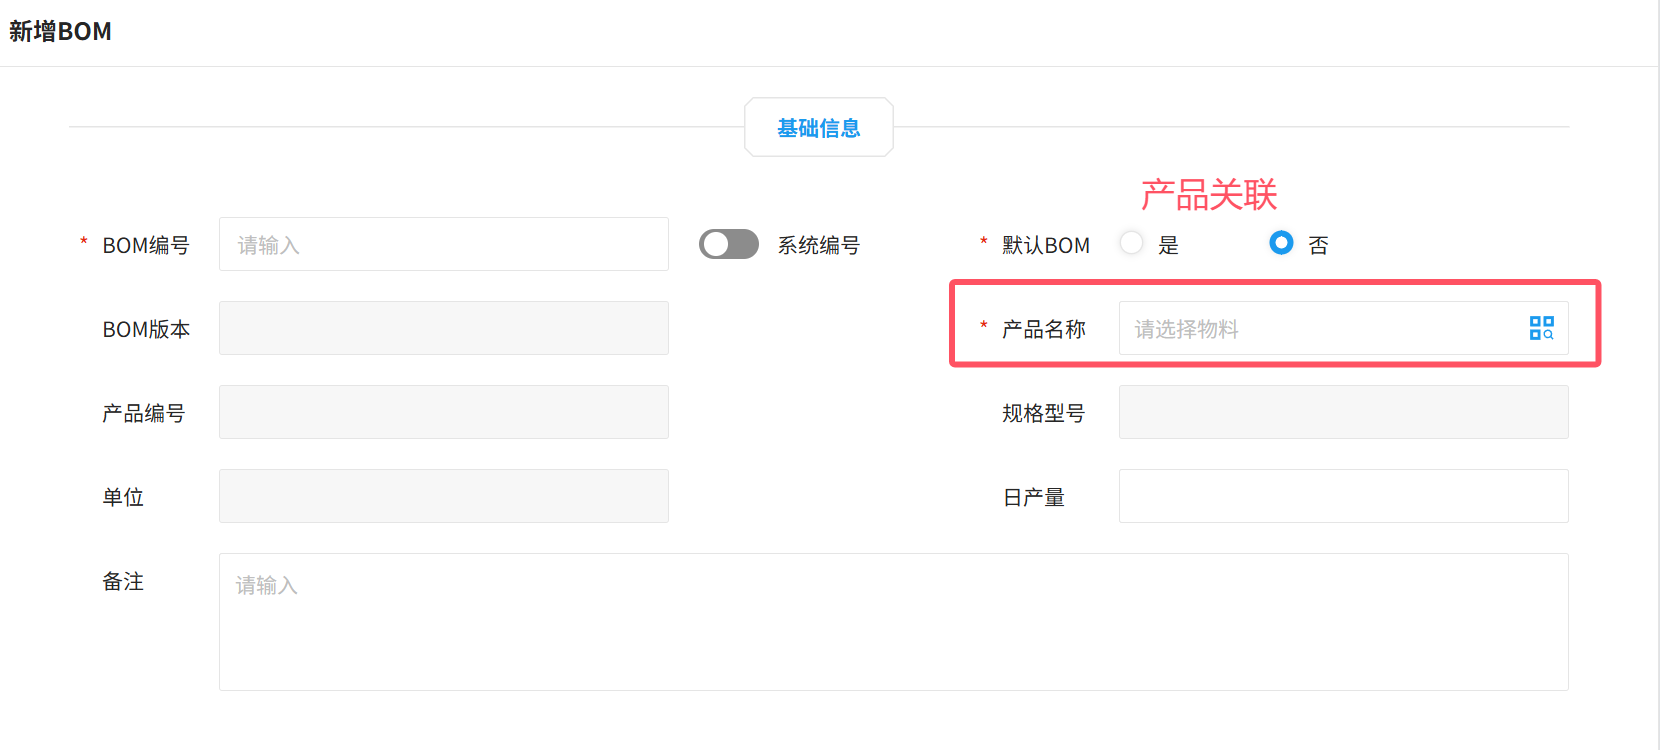 新增BOM
基础信息
产品关联
* BOM编号 请输入 系统编号 * 默认BOM 是 否
BOM版本 * 产品名称 请选择物料
产品编号 规格型号
单位 日产量
备注 请输入